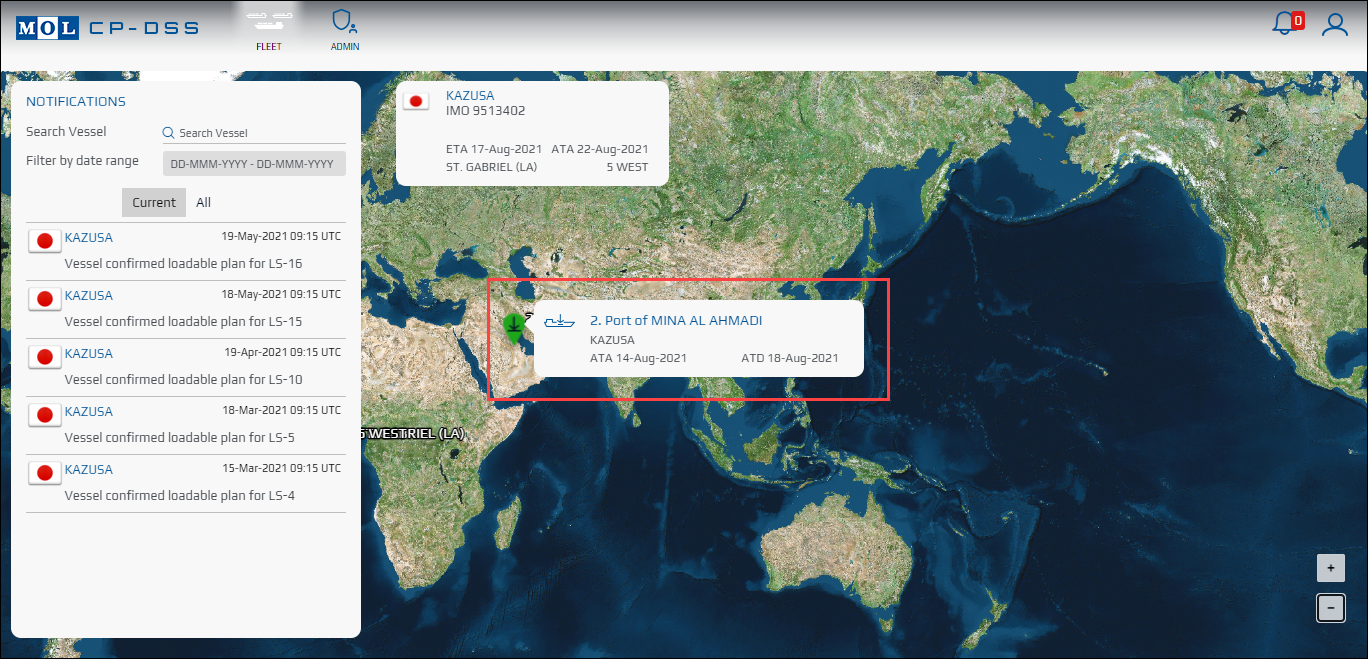 MOL CP-DSS
FLEET
ADMIN
0
NOTIFICATIONS
Search Vessel
Search Vessel
Filter by date range
DD-MMM-YYYY - DD-MMM-YYYY
Current
All
KAZUSA
19-May-2021 09:15 UTC
Vessel confirmed loadable plan for LS-16
KAZUSA
18-May-2021 09:15 UTC
Vessel confirmed loadable plan for LS-15
KAZUSA
19-Apr-2021 09:15 UTC
Vessel confirmed loadable plan for LS-10
KAZUSA
18-Mar-2021 09:15 UTC
Vessel confirmed loadable plan for LS-5
KAZUSA
15-Mar-2021 09:15 UTC
Vessel confirmed loadable plan for LS-4
KAZUSA
IMO 9513402
ETA 17-Aug-2021 ATA 22-Aug-2021
ST. GABRIEL (LA) 5 WEST
2. Port of MINA AL AHMADI
KAZUSA
ATA 14-Aug-2021 ATD 18-Aug-2021
(LA)
+
-